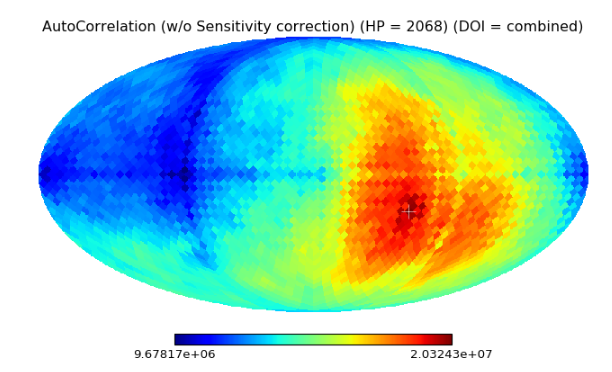 AutoCorrelation (w/o Sensitivity correction) (HP = 2068) (DOI = combined)
9.67817e+06 2.03243e+07